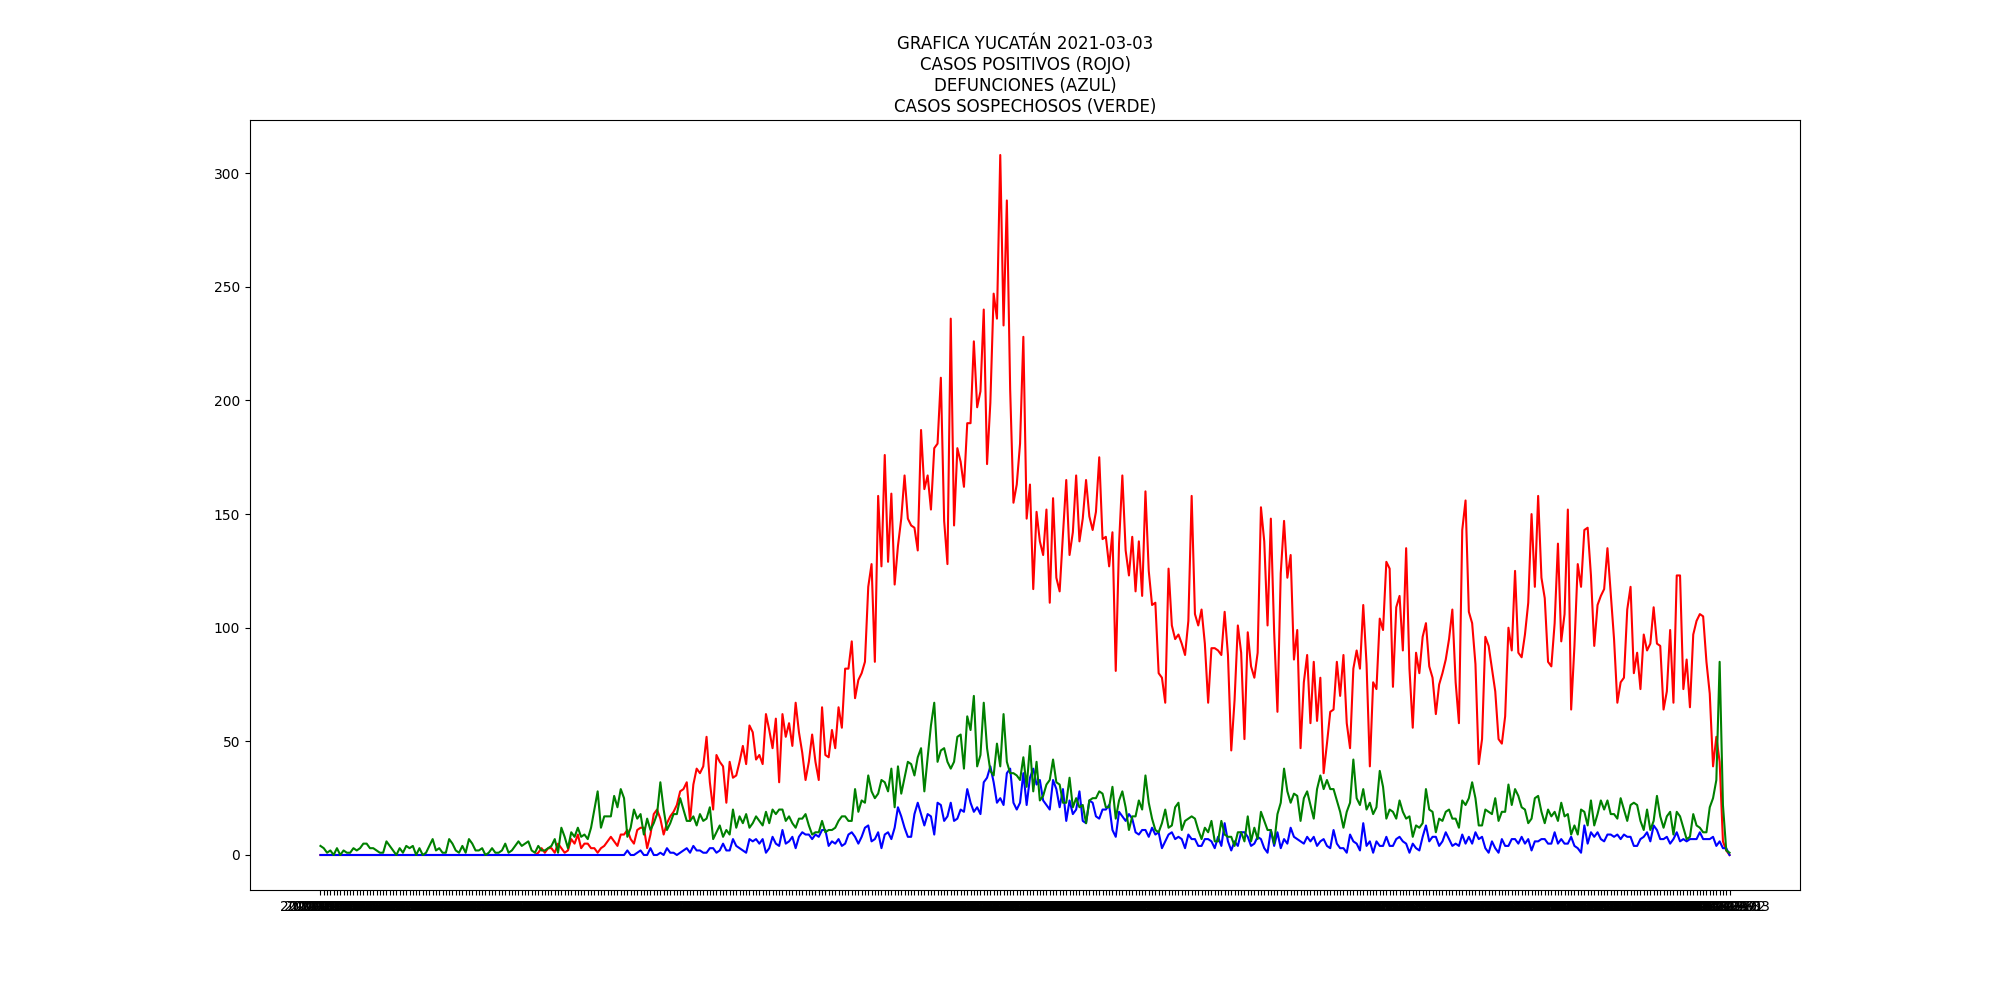 GRAFICA YUCATÁN 2021-03-03
CASOS POSITIVOS (ROJO)
DEFUNCIONES (AZUL)
CASOS SOSPECHOSOS (VERDE)
300
250
200
150
100
50
0